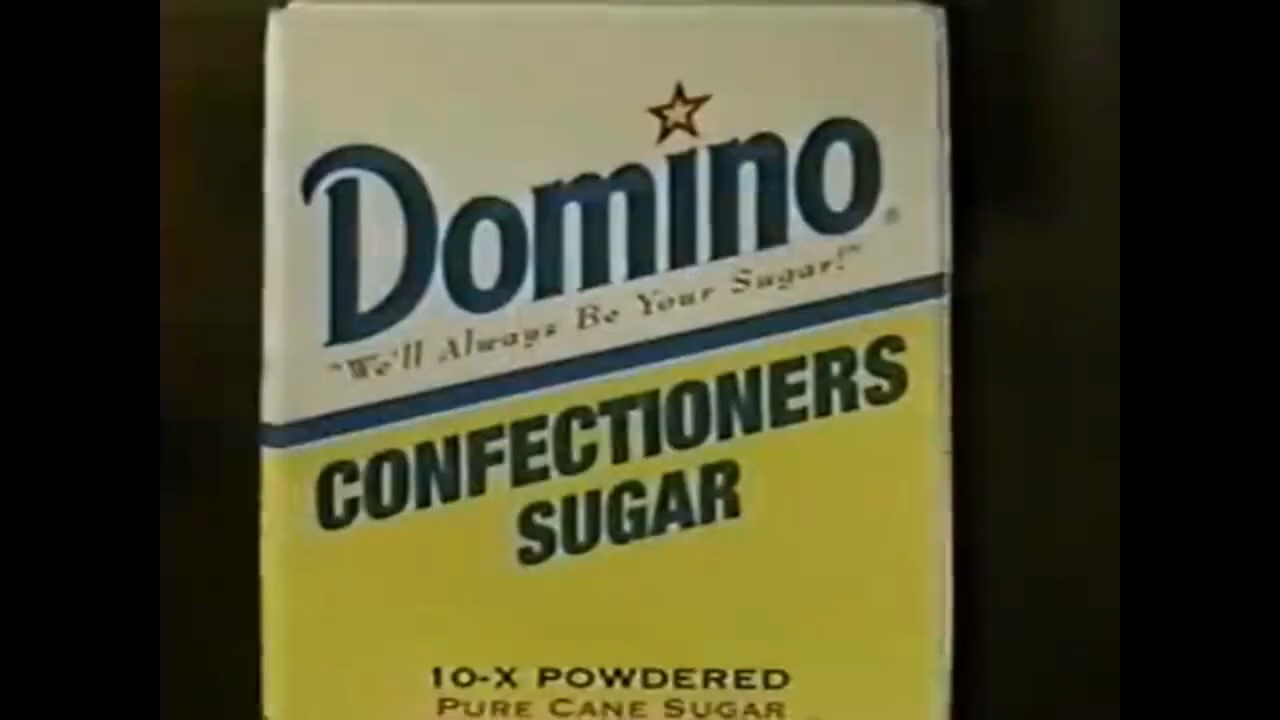 Domino®
"We'll Always Be Your Sugar!"
CONFECTIONERS
SUGAR
10-X POWDERED
PURE CANE SUGAR